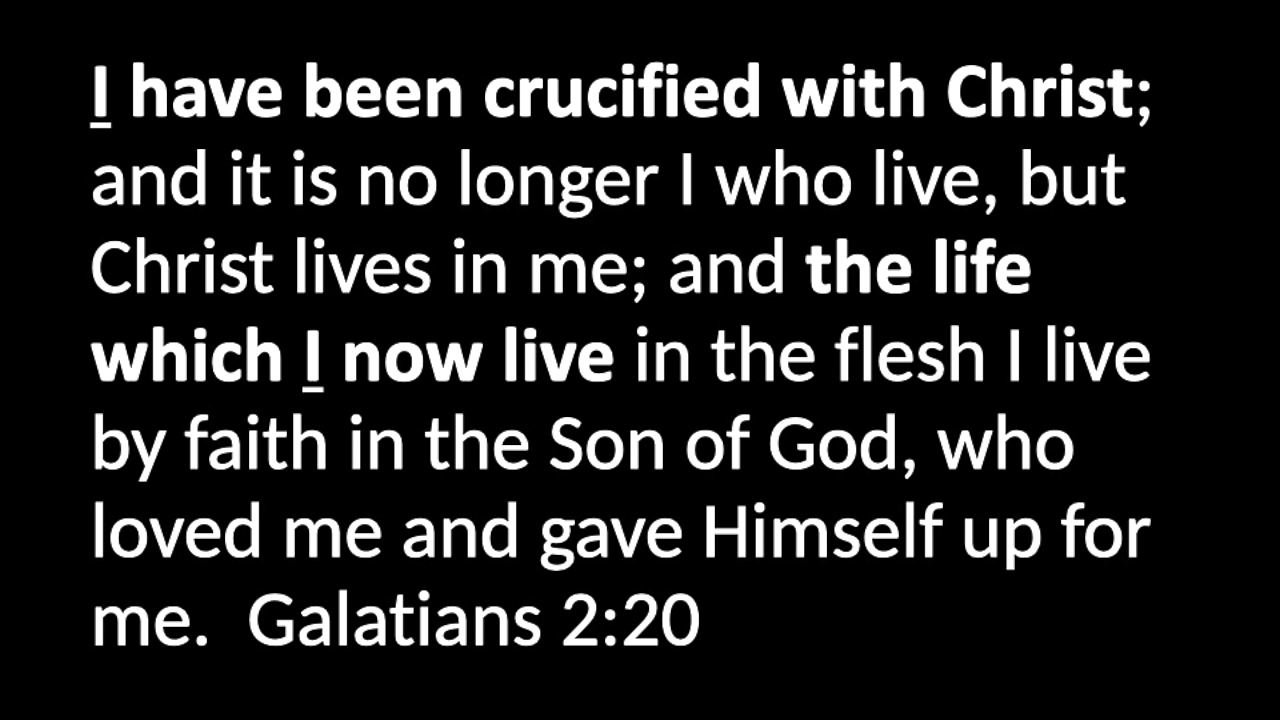 I have been crucified with Christ;
and it is no longer I who live, but
Christ lives in me; and the life
which I now live in the flesh I live
by faith in the Son of God, who
loved me and gave Himself up for
me.  Galatians 2:20